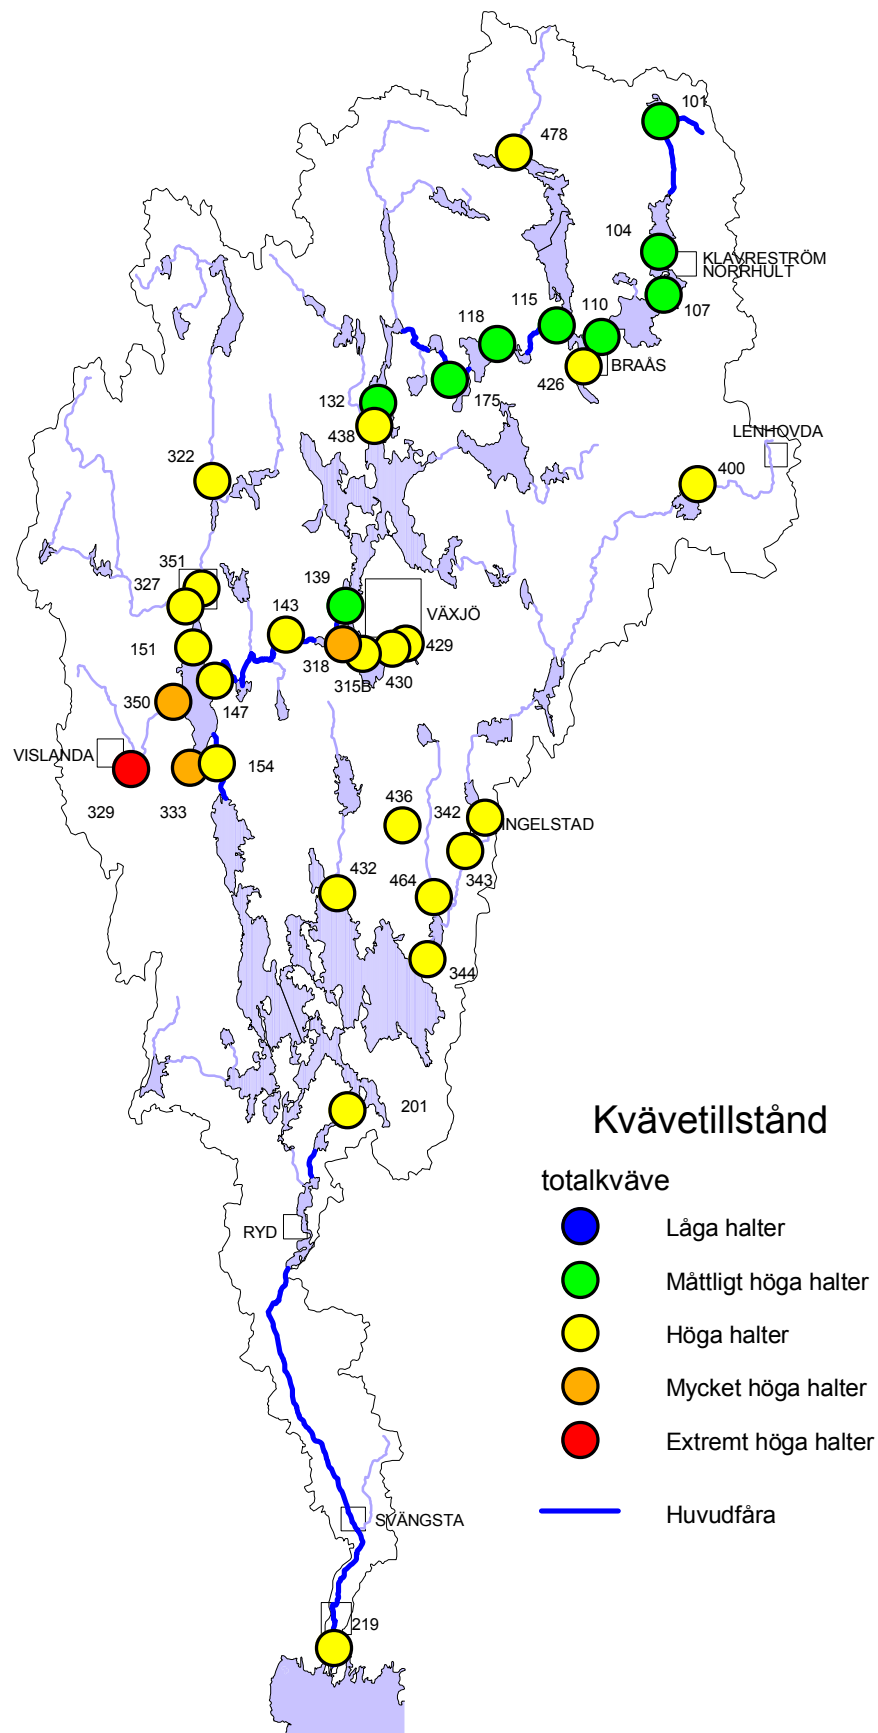 101
478
104
KLAVRESTRÖM
NORRHULT
118
115
110
107
BRAÅS
426
132
175
438
LENHOVDA
322
400
351
327
139
143
VÄXJÖ
151
318
429
315B
430
350
147
VISLANDA
154
329
333
436
342
INGELSTAD
432
464
343
344
201
Kvävetillstånd
totalkväve
RYD
Låga halter
Måttligt höga halter
Höga halter
Mycket höga halter
Extremt höga halter
Huvudfåra
SVÄNGSTA
219